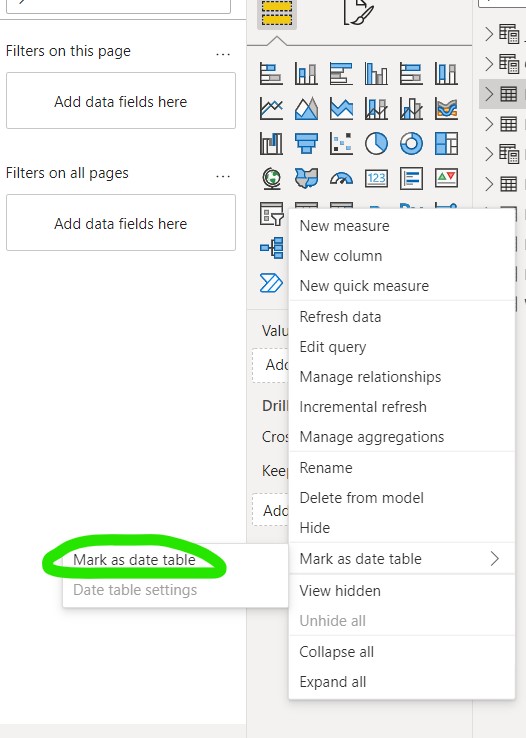 Filters on this page
...
Add data fields here
Filters on all pages
...
Add data fields here
123
New measure
New column
New quick measure
Refresh data
Edit query
Manage relationships
Incremental refresh
Manage aggregations
Rename
Delete from model
Hide
Mark as date table
View hidden
Unhide all
Collapse all
Expand all
Mark as date table
Date table settings
Valu
Add
Drill
Cros
Keep
Add